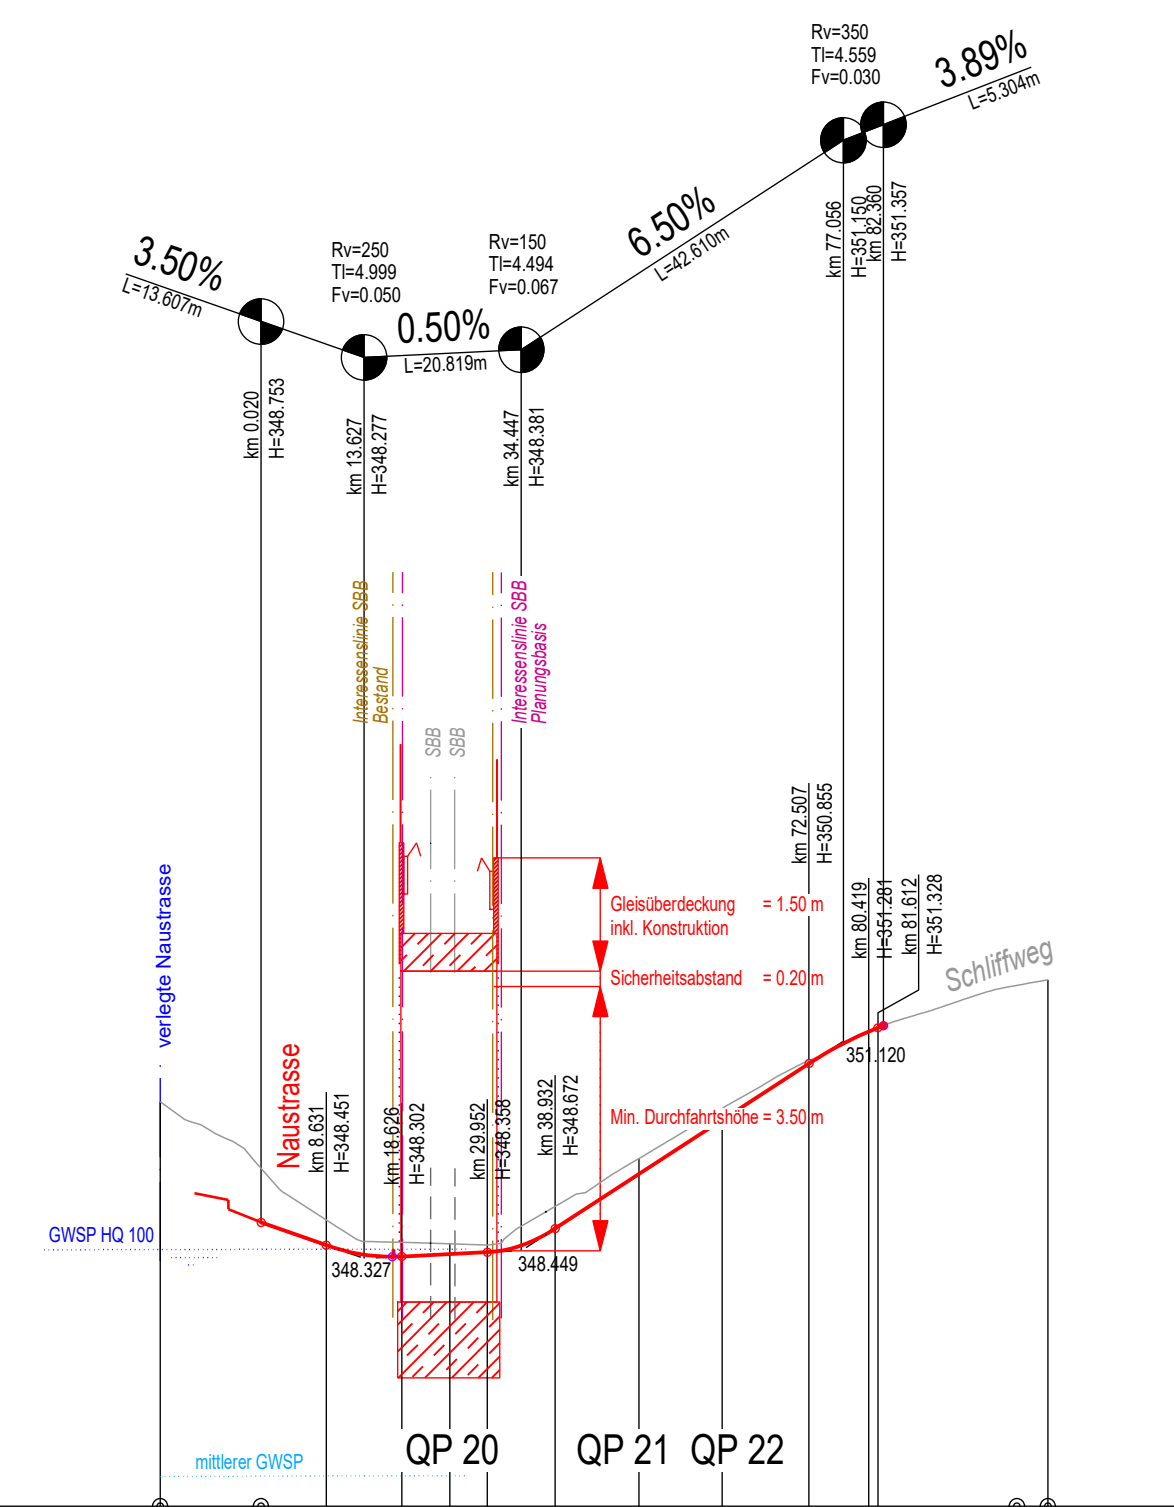 Rv=350
Tl=4.559
Fv=0.030
3.89%
L=5.304m
6.50%
L=42.610m
km 77.056
H=351.150
km 82.360
H=351.357
3.50%
L=13.607m
Rv=250
Tl=4.999
Fv=0.050
Rv=150
Tl=4.494
Fv=0.067
0.50%
L=20.819m
km 0.020
H=348.753
km 13.627
H=348.277
km 34.447
H=348.381
Interessenslinie SBB
Bestand
Interessenslinie SBB
Planungsbasis
SBB
SBB
km 72.507
H=350.855
verlegte Naustrasse
Gleisüberdeckung = 1.50 m
inkl. Konstruktion
Sicherheitsabstand = 0.20 m
km 80.419
H=351.281
km 81.612
H=351.328
Schliffweg
351.120
Naustrasse
km 8.631
H=348.451
km 18.626
H=348.302
km 29.952
H=348.358
km 38.932
H=348.672
Min. Durchfahrtshöhe = 3.50 m
GWSP HQ 100
348.327
348.449
QP 20
QP 21
QP 22
mittlerer GWSP